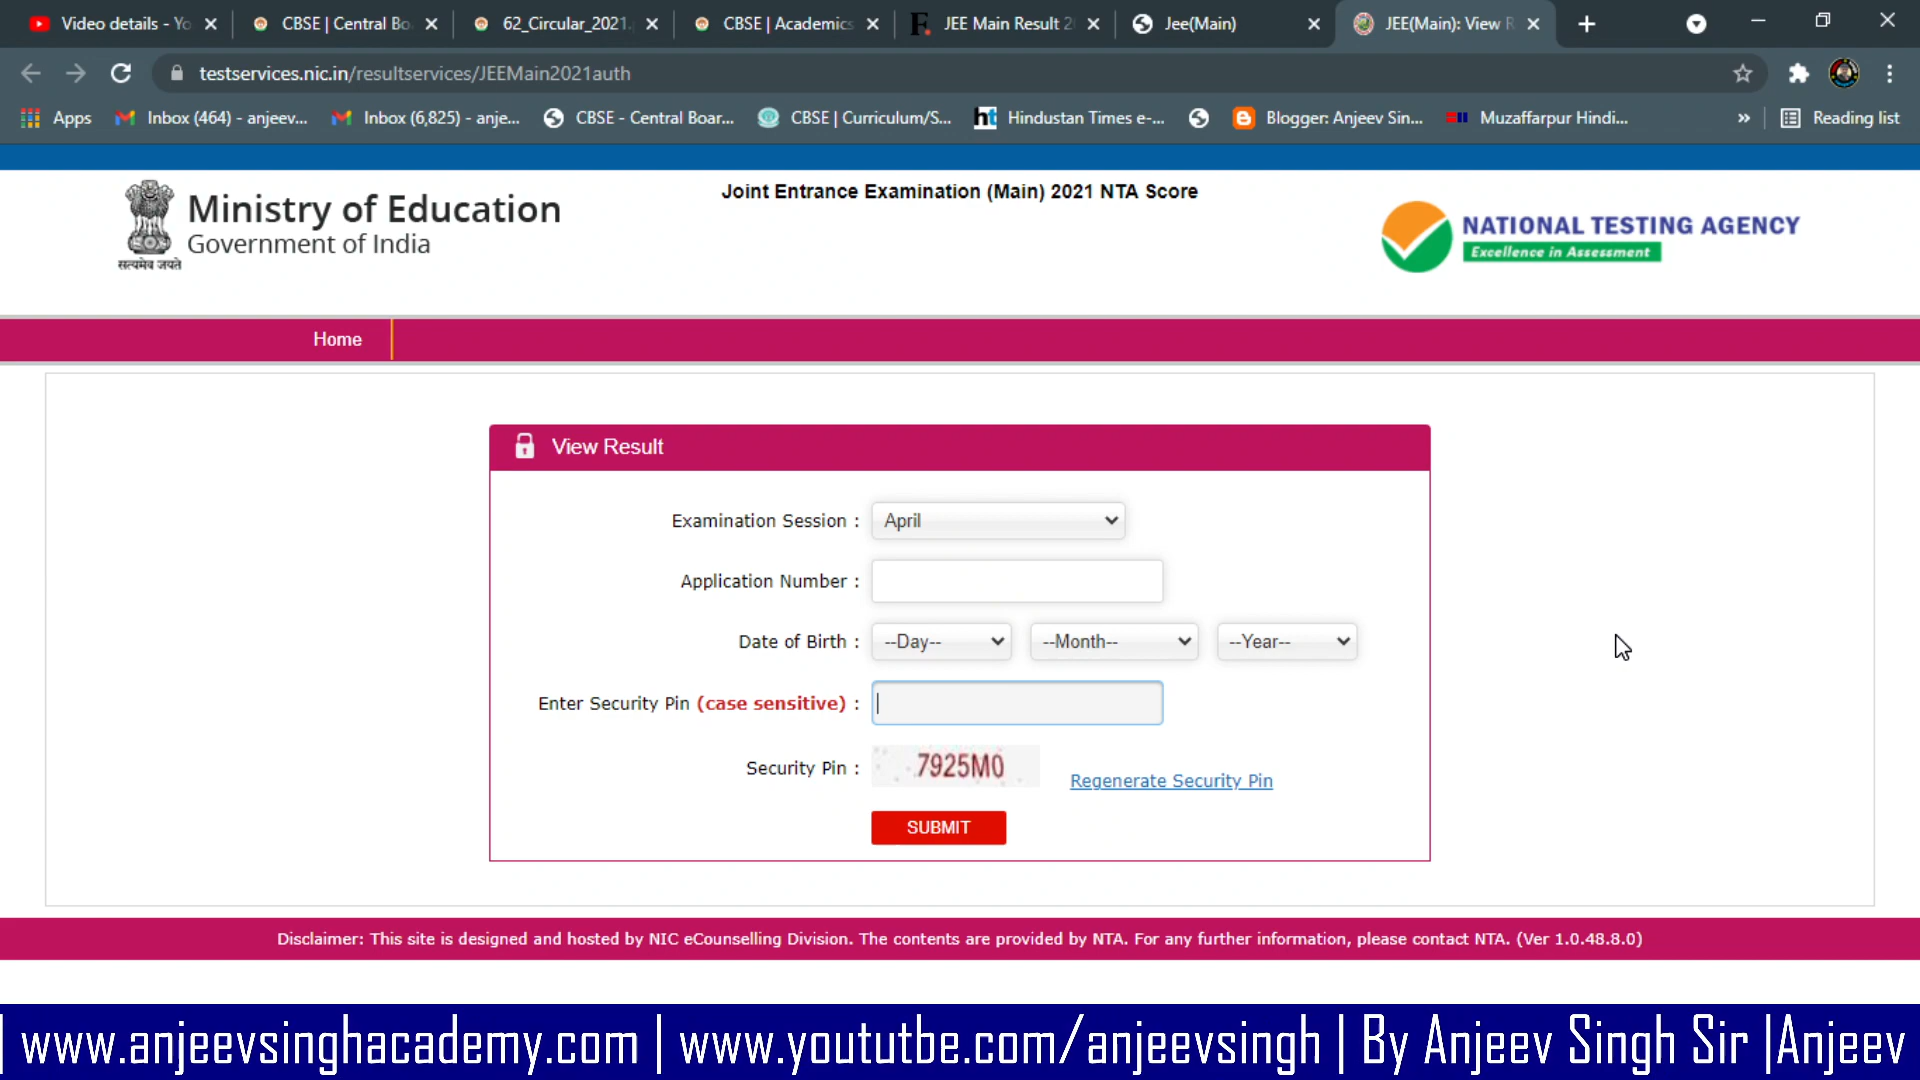 Video details - Yo
CBSE | Central Bo
62_Circular_2021.
CBSE | Academics
JEE Main Result 2
Jee(Main)
JEE(Main): View R
testservices.nic.in/resultservices/JEEMain2021auth
Apps
Inbox (464) - anjeev...
Inbox (6,825) - anje...
CBSE - Central Boar...
CBSE | Curriculum/S...
ht
Hindustan Times e-...
Blogger: Anjeev Sin...
Muzaffarpur Hindi...
»
Reading list
Ministry of Education
Government of India
सत्यमेव जयते
Joint Entrance Examination (Main) 2021 NTA Score
NATIONAL TESTING AGENCY
Excellence in Assessment
Home
View Result
Examination Session : April
Application Number :
Date of Birth : --Day-- --Month-- --Year--
Enter Security Pin (case sensitive) :
Security Pin : 7925M0 Regenerate Security Pin
SUBMIT
Disclaimer: This site is designed and hosted by NIC eCounselling Division. The contents are provided by NTA. For any further information, please contact NTA. (Ver 1.0.48.8.0)
| www.anjeevsinghacademy.com | www.yoututbe.com/anjeevsingh | By Anjeev Singh Sir |Anjeev